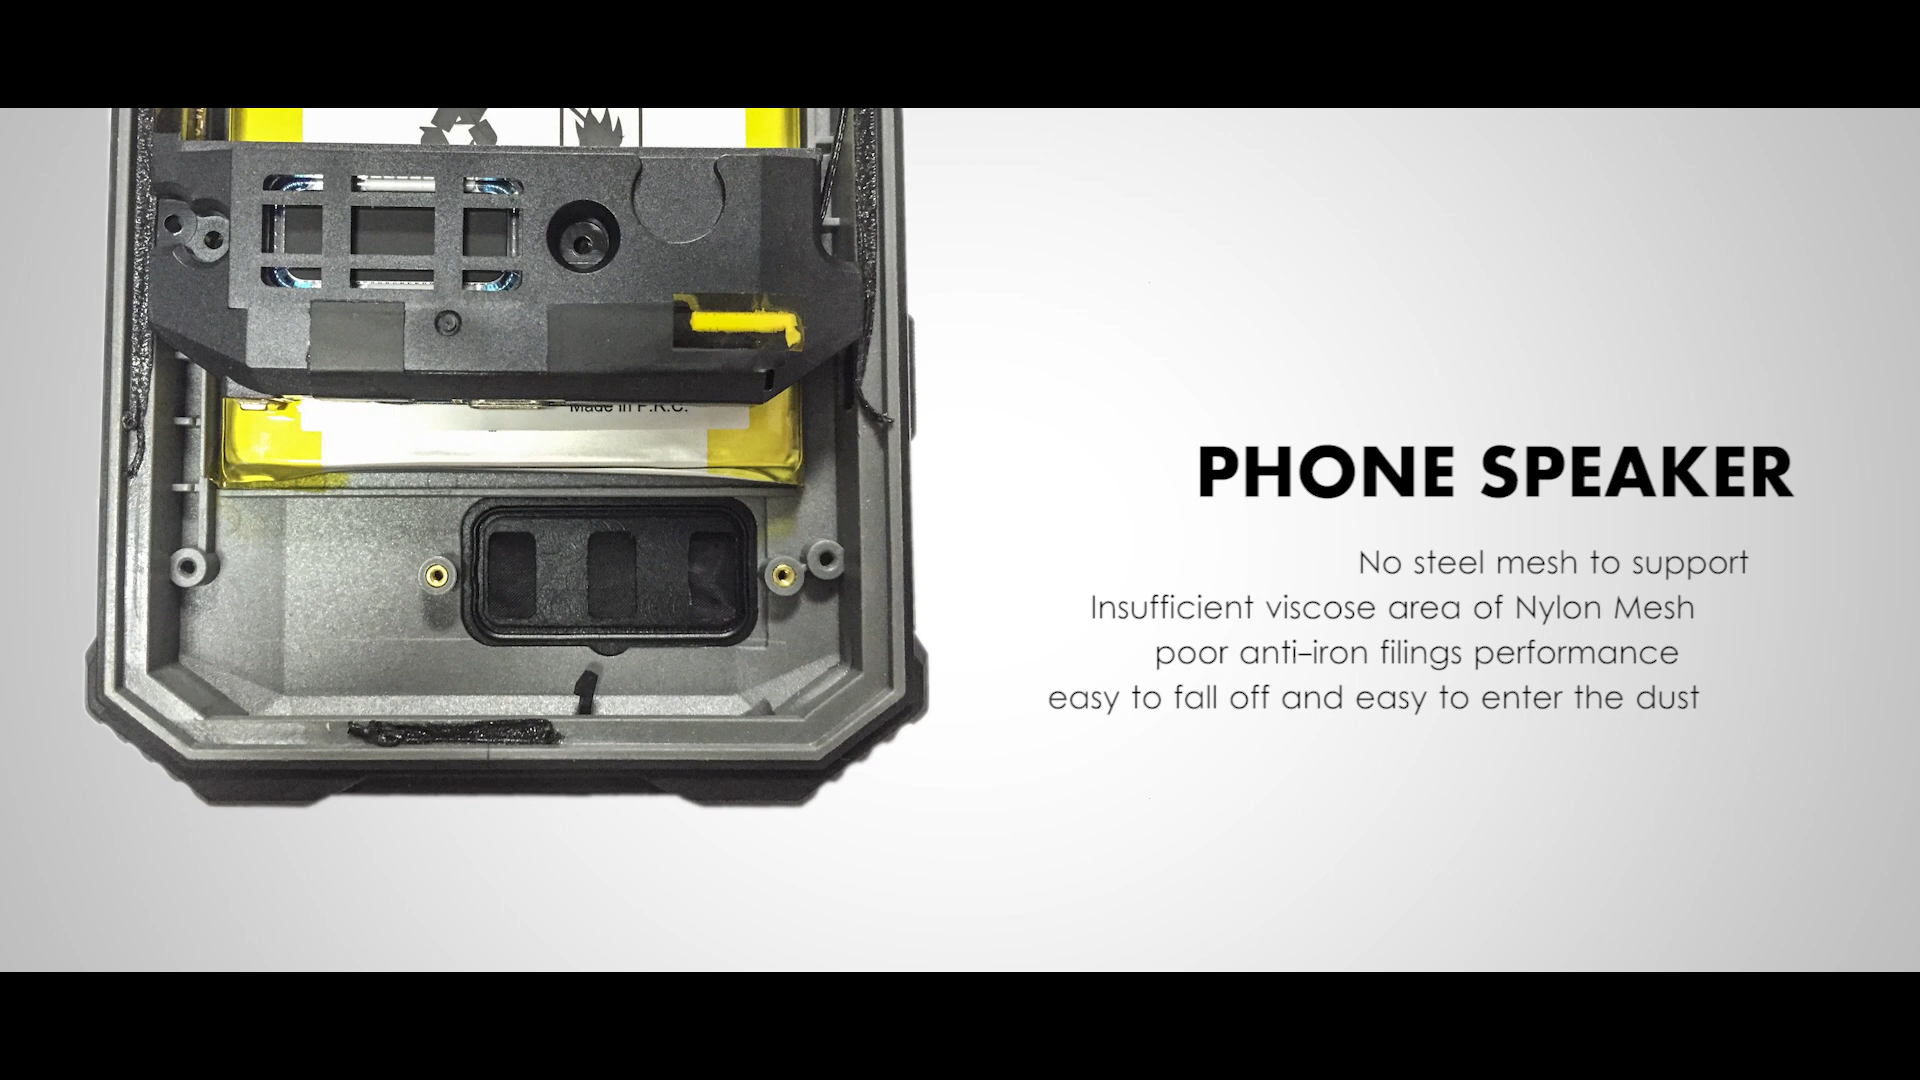 Made in P.R.C.
PHONE SPEAKER
No steel mesh to support
Insufficient viscose area of Nylon Mesh
poor anti-iron filings performance
easy to fall off and easy to enter the dust